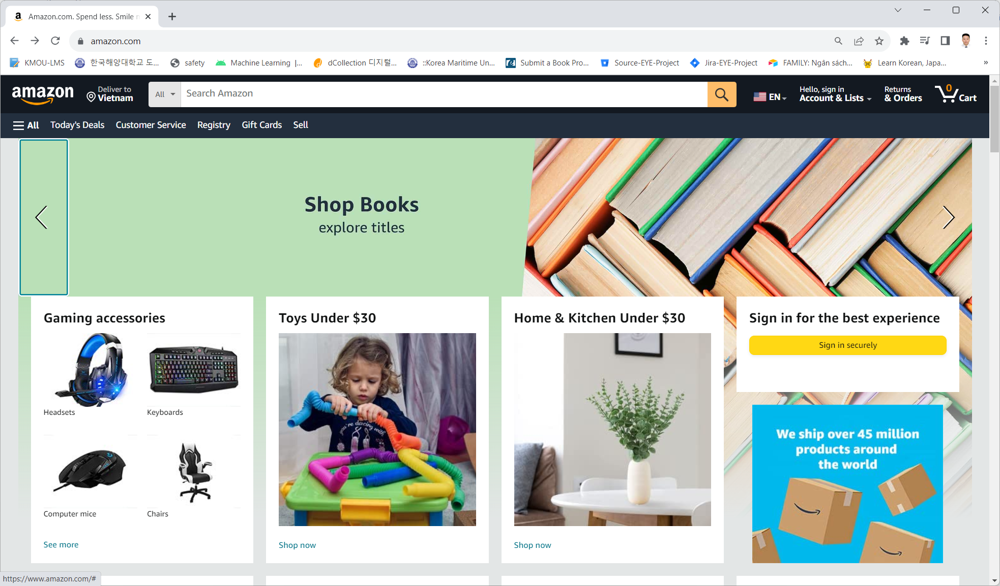 Amazon.com. Spend less. Smile m
amazon.com
KMOU-LMS
한국해양대학교 도...
safety
Machine Learning |...
dCollection 디지털...
::Korea Maritime Un...
Submit a Book Pro...
Source-EYE-Project
Jira-EYE-Project
FAMILY: Ngân sách...
Learn Korean, Japa...
»
amazon
Deliver to
Vietnam
All
Search Amazon
EN
Hello, sign in
Account & Lists
Returns
& Orders
0
Cart
All
Today's Deals
Customer Service
Registry
Gift Cards
Sell
Shop Books
explore titles
Gaming accessories
Headsets
Keyboards
Computer mice
Chairs
See more
Toys Under $30
you're dancing with
Shop now
Home & Kitchen Under $30
Shop now
Sign in for the best experience
Sign in securely
We ship over 45 million
products around
the world
https://www.amazon.com/#